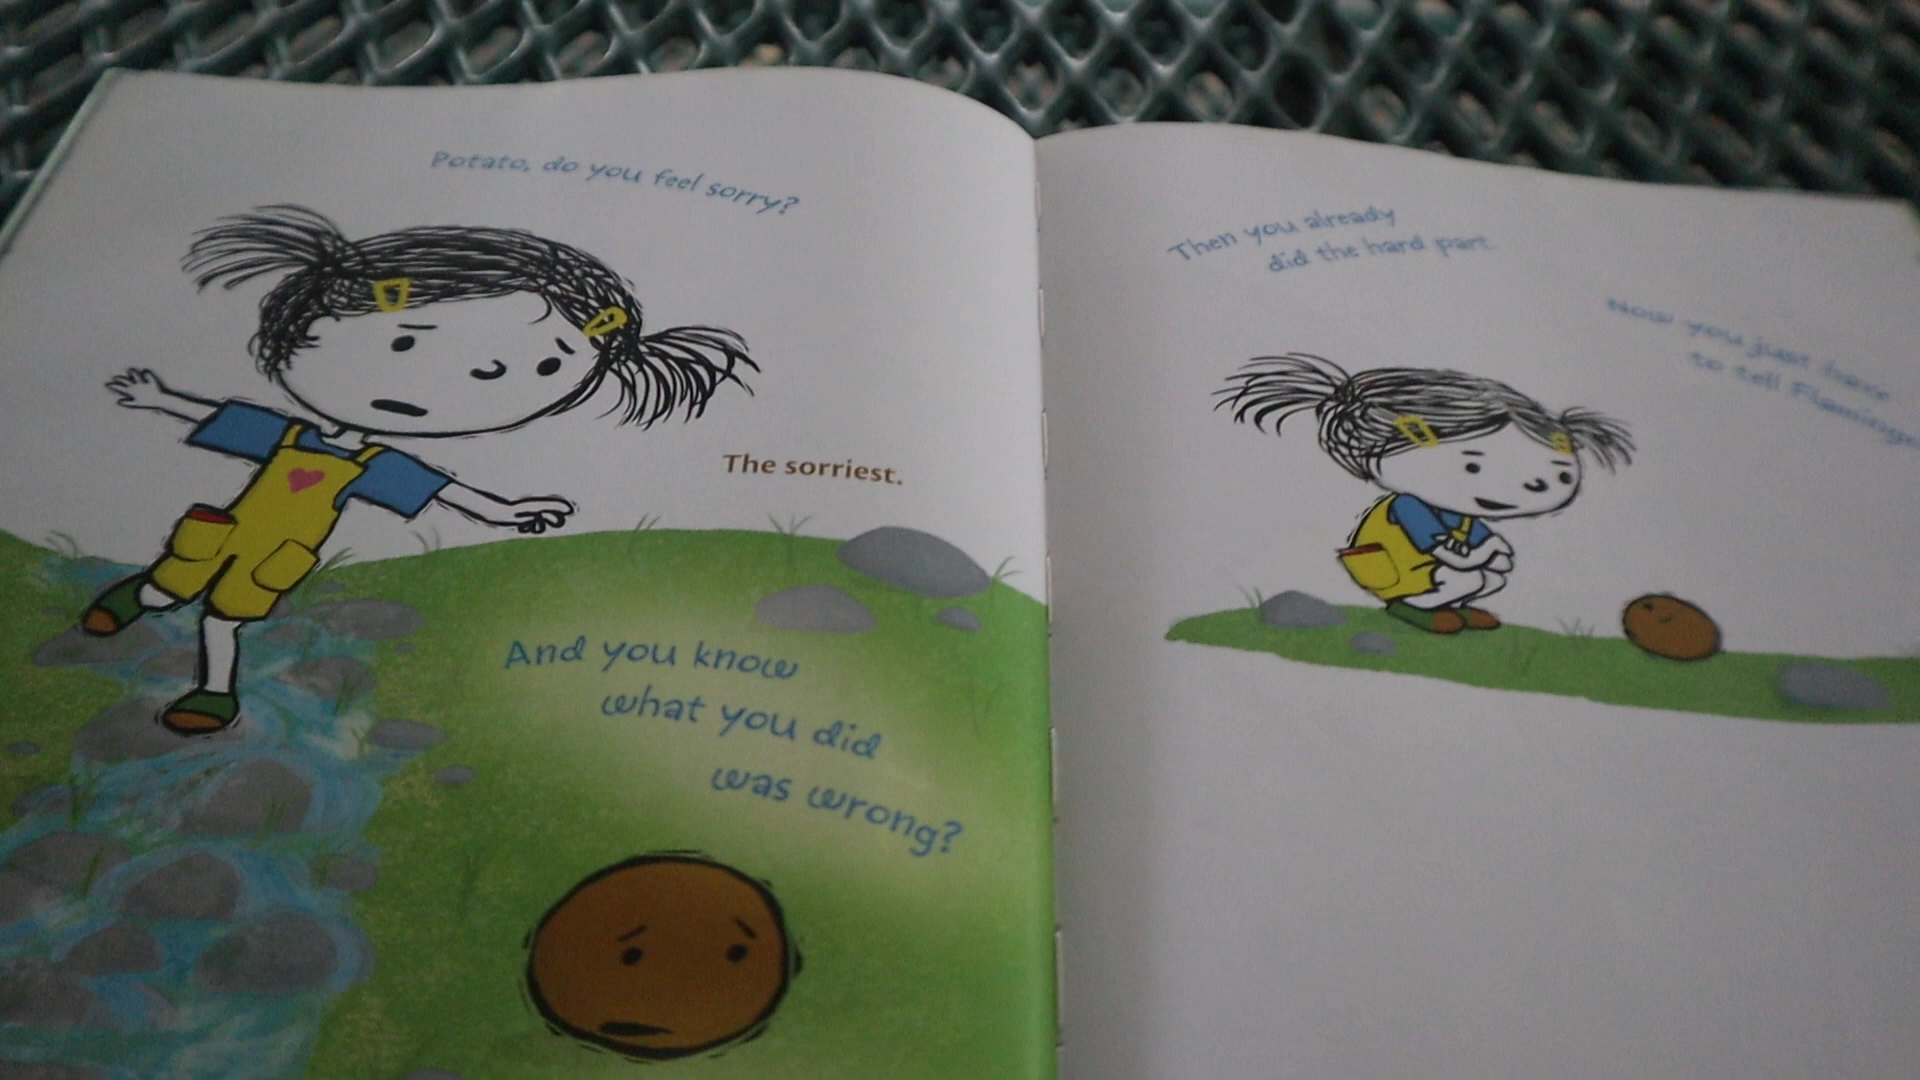 Potato, do you feel sorry?
The sorriest.
And you know
what you did
was wrong?
Then you already
did the hard part.
Now you just have
to tell Flamingo